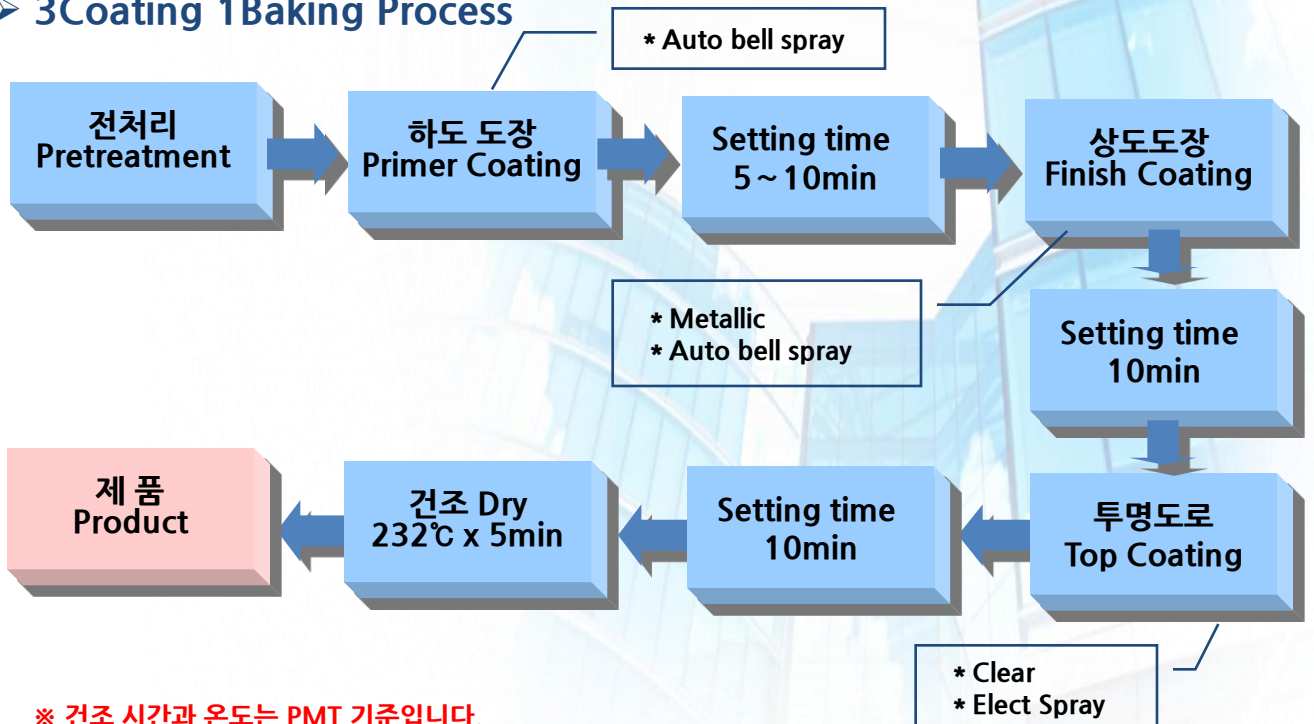 3Coating 1Baking Process
* Auto bell spray
전처리
Pretreatment
하도 도장
Primer Coating
Setting time
5~10min
상도도장
Finish Coating
* Metallic
* Auto bell spray
Setting time
10min
투명도로
Top Coating
* Clear
* Elect Spray
Setting time
10min
건조 Dry
232℃ x 5min
제 품
Product
※ 건조 시간과 온도는 PMT 기준입니다.